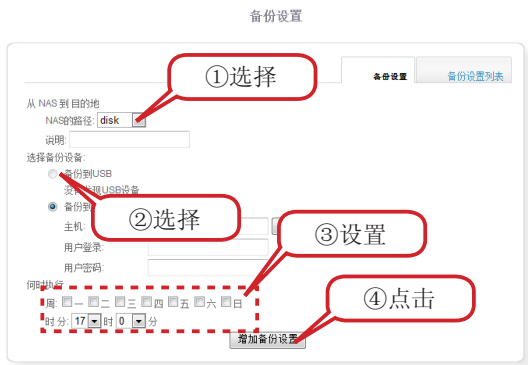 备份设置
①选择
备份设置 备份设置列表
从 NAS 到 目的地
NAS的路径: disk
说明:
选择备份设备:
备份到USB
USB设备
备份到
②选择
主机:
③设置
用户登录:
用户密码:
何时执行
④点击
周: 一 二 三 四 五 六 日
时 分: 17 时 0 分
增加备份设置